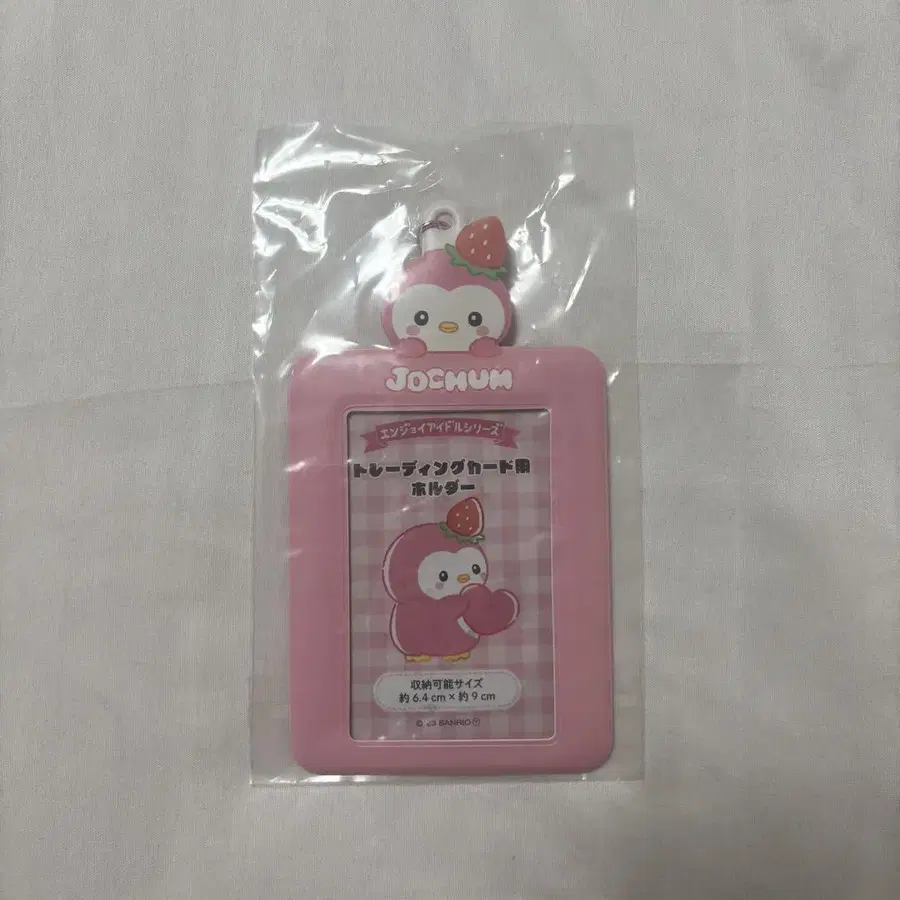 JOCHUM
エンジョイアイドルシリーズ
トレーディングカード用
ホルダー
収納可能サイズ
約 6.4 cm × 約 9 cm
© '23 SANRIO Ⓨ